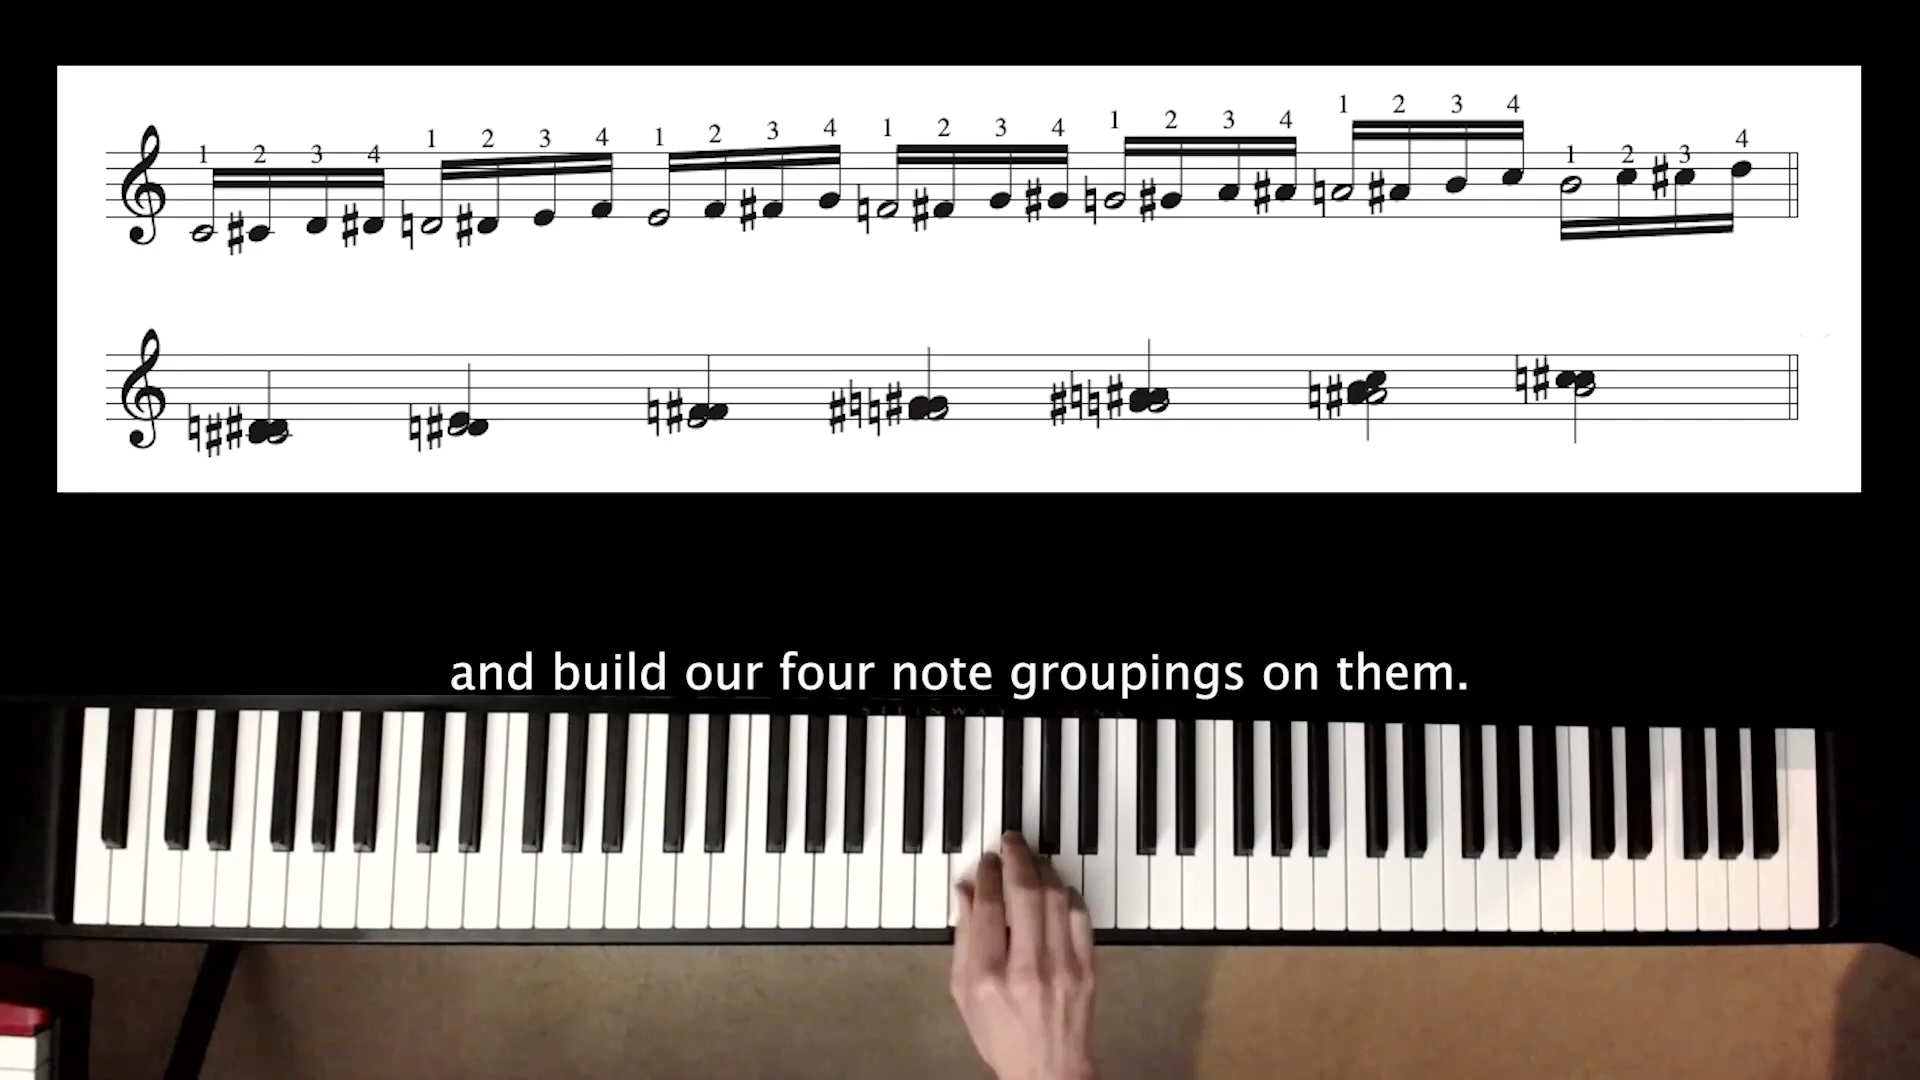 1 2 3 4 1 2 3 4 1 2 3 4 1 2 3 4 1 2 3 4 1 2 3 4 1 2 3 4
and build our four note groupings on them.